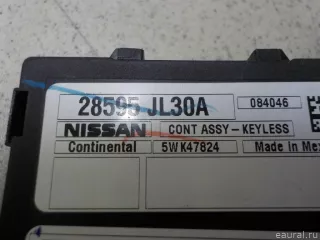 28595 JL30A 084046
NISSAN CONT ASSY-KEYLESS
Continental 5WK47824 Made in Mex
eaural.ru